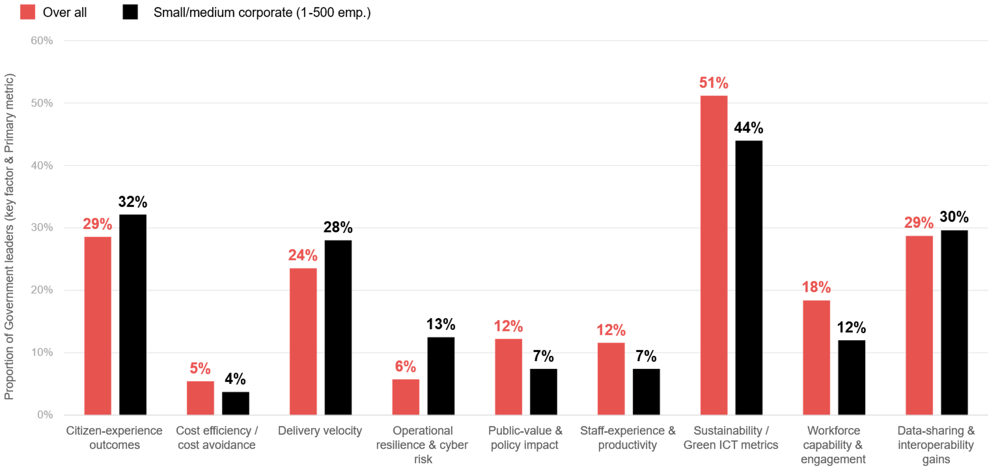 Over all
Small/medium corporate (1-500 emp.)
Proportion of Government leaders (key factor & Primary metric)
60%
50%
40%
30%
20%
10%
0%
29%
32%
5%
4%
24%
28%
6%
13%
12%
7%
12%
7%
51%
44%
18%
12%
29%
30%
Citizen-experience
outcomes
Cost efficiency /
cost avoidance
Delivery velocity
Operational
resilience & cyber
risk
Public-value &
policy impact
Staff-experience &
productivity
Sustainability /
Green ICT metrics
Workforce
capability &
engagement
Data-sharing &
interoperability
gains